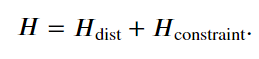 H = H_dist + H_constraint.